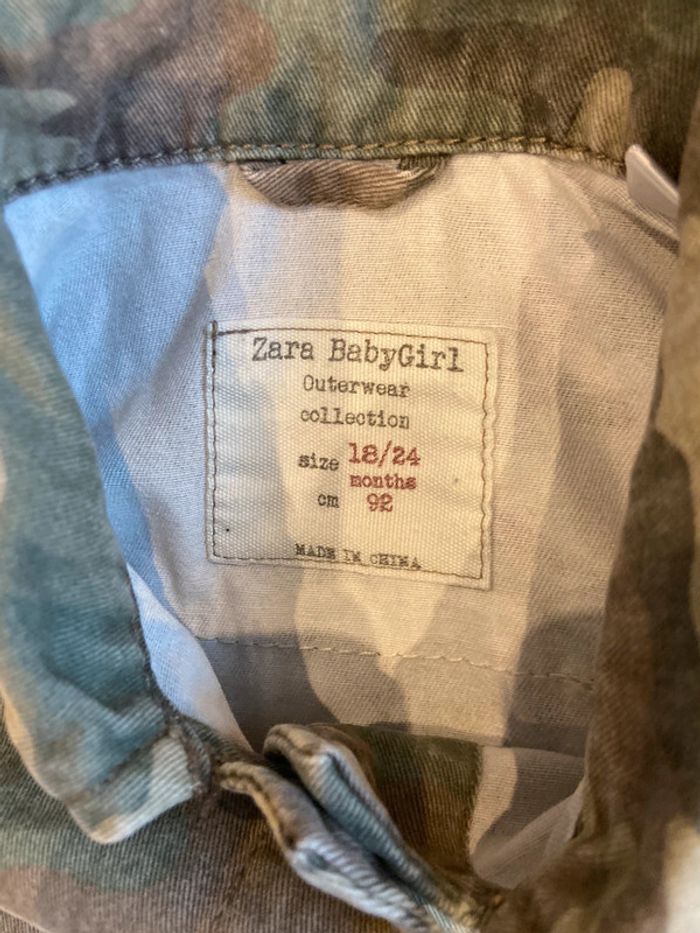 Zara BabyGirl
Outerwear
collection
size 18/24
months
cm 92
MADE IN CHINA